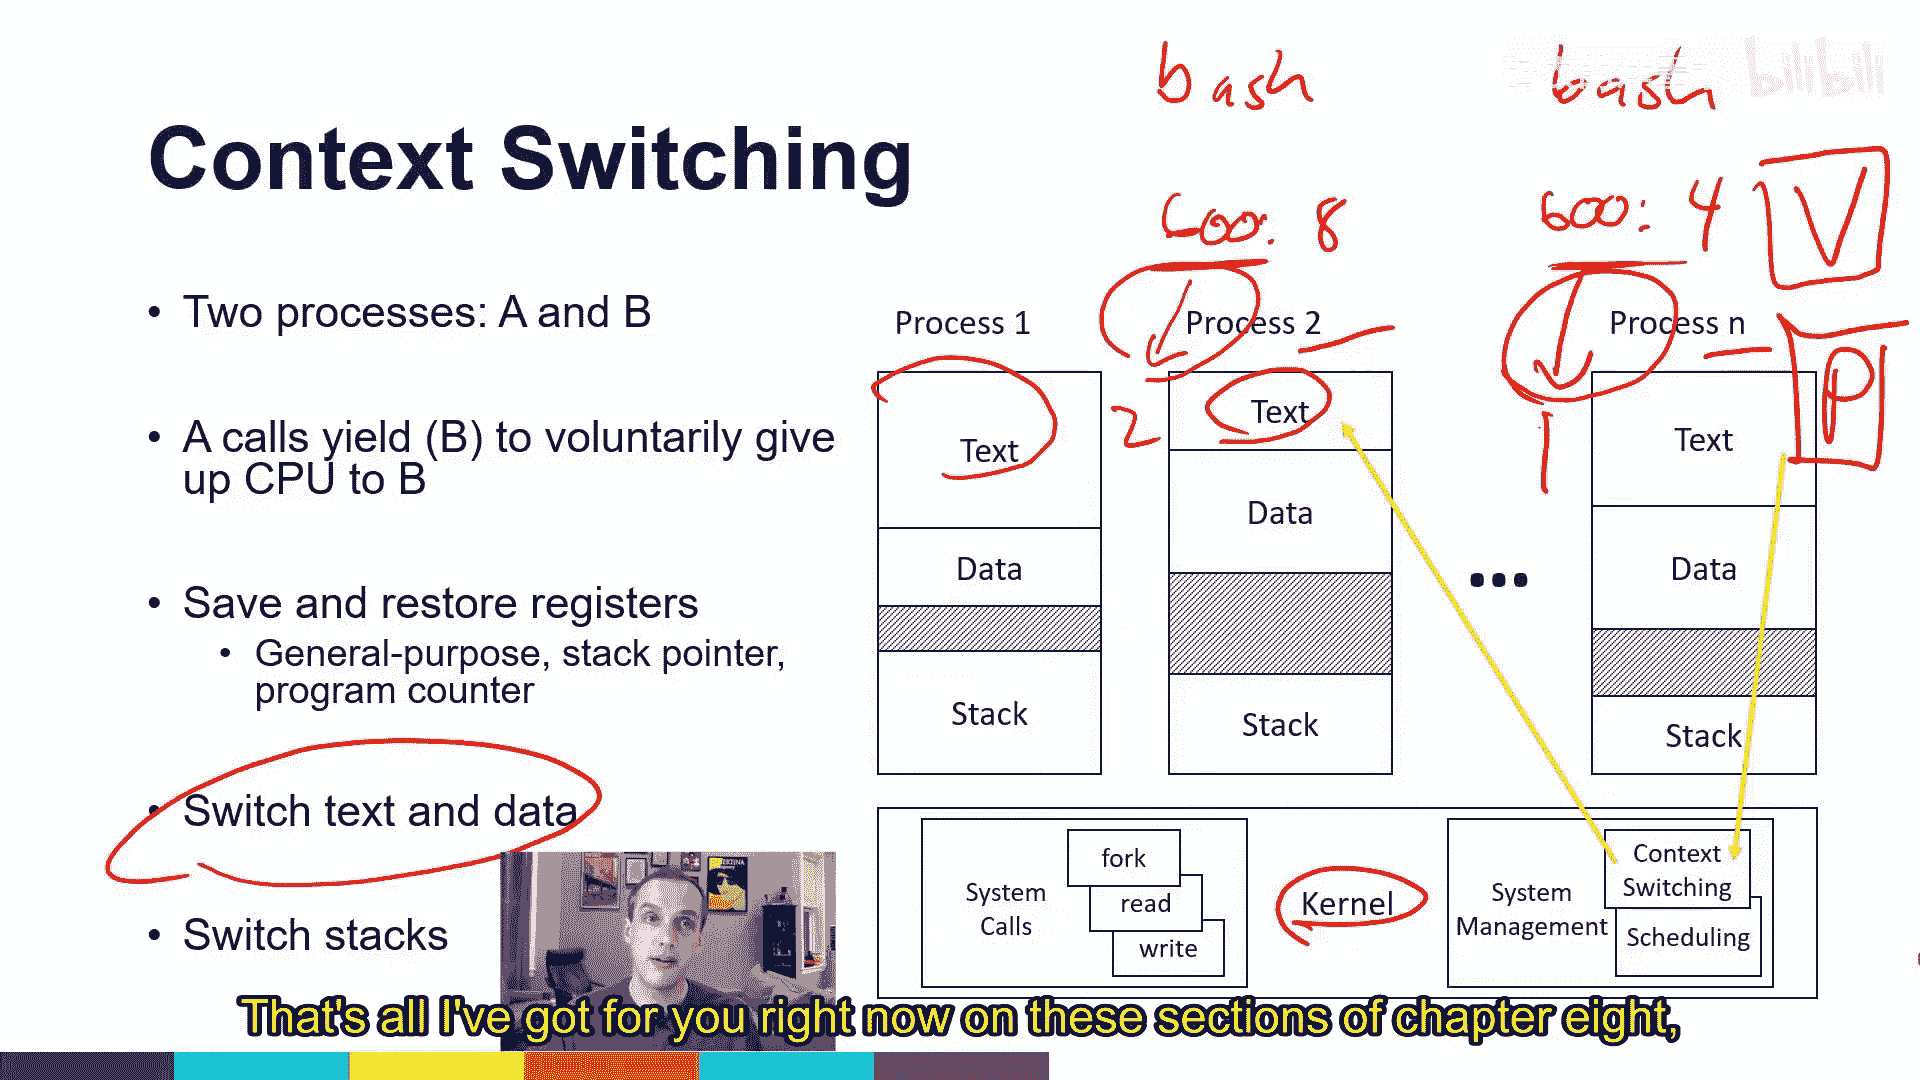 bash
bash
bilibili
Context Switching
600: 8
600: 4
V
• Two processes: A and B
• A calls yield (B) to voluntarily give
up CPU to B
• Save and restore registers
• General-purpose, stack pointer,
program counter
• Switch text and data
• Switch stacks
Process 1
Text
Data
Stack
2
Process 2
Text
Data
Stack
...
1
Process n
P
Text
Data
Stack
System
Calls
fork
read
write
Kernel
System
Management
Context
Switching
Scheduling
That's all I've got for you right now on these sections of chapter eight,